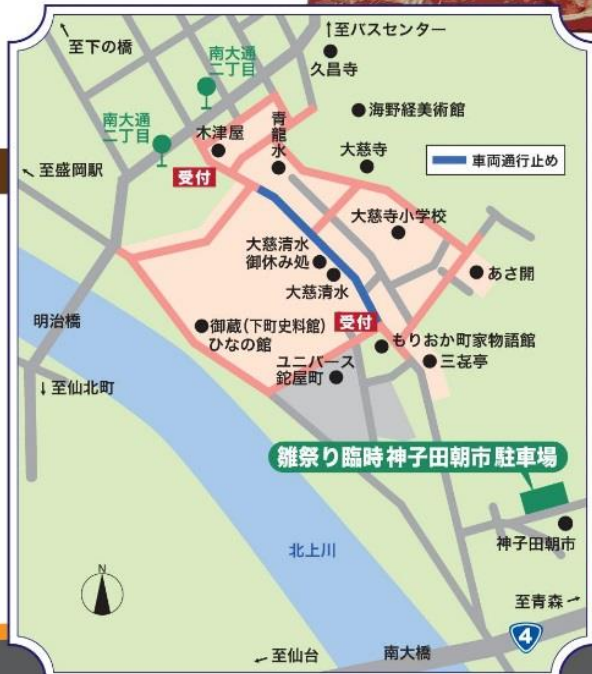 至下の橋
至バスセンター
南大通
二丁目
久昌寺
海野経美術館
南大通
二丁目
木津屋
青龍水
大慈寺
車両通行止め
至盛岡駅
受付
大慈寺小学校
大慈清水
御休み処
あさ開
大慈清水
明治橋
御蔵(下町史料館)
ひなの館
受付
もりおか町家物語館
ユニバース
鉈屋町
三㐂亭
至仙北町
雛祭り臨時神子田朝市駐車場
神子田朝市
北上川
N
至青森
4
至仙台
南大橋